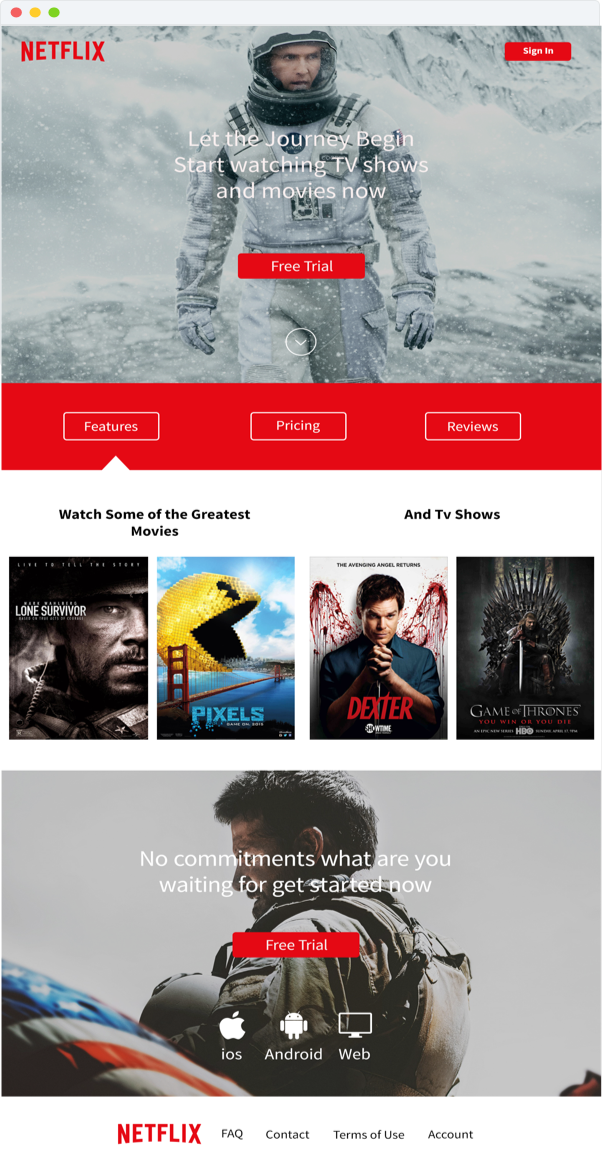 NETFLIX
Sign In
Let the Journey Begin
Start watching TV shows
and movies now
Free Trial
Features
Pricing
Reviews
Watch Some of the Greatest
Movies
And Tv Shows
LIVE TO TELL THE STORY
MARK WAHLBERG
LONE SURVIVOR
BASED ON TRUE ACTS OF COURAGE
PIXELS
GAME ON, 2015
THE AVENGING ANGEL RETURNS
DEXTER
SHOWTIME
GAME OF THRONES
YOU WIN OR YOU DIE
AN EPIC NEW SERIES HBO SUNDAY, APRIL 17, 9PM
No commitments what are you
waiting for get started now
Free Trial
ios
Android
Web
NETFLIX
FAQ
Contact
Terms of Use
Account